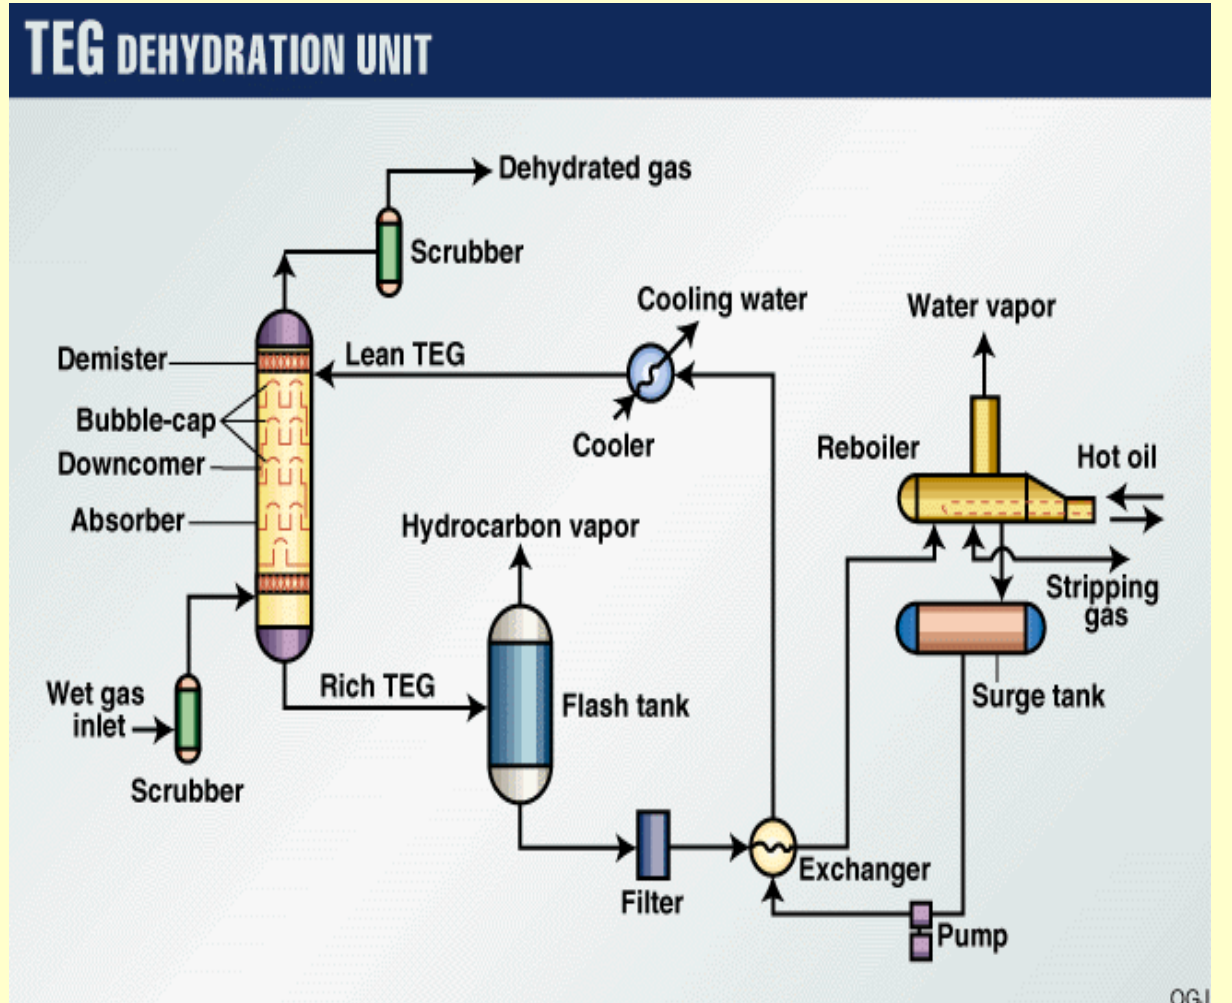 TEG DEHYDRATION UNIT
Dehydrated gas
Scrubber
Cooling water
Water vapor
Demister
Lean TEG
Bubble-cap
Cooler
Reboiler
Hot oil
Downcomer
Absorber
Hydrocarbon vapor
Stripping
gas
Rich TEG
Wet gas
inlet
Flash tank
Surge tank
Scrubber
Exchanger
Filter
Pump
OGJ